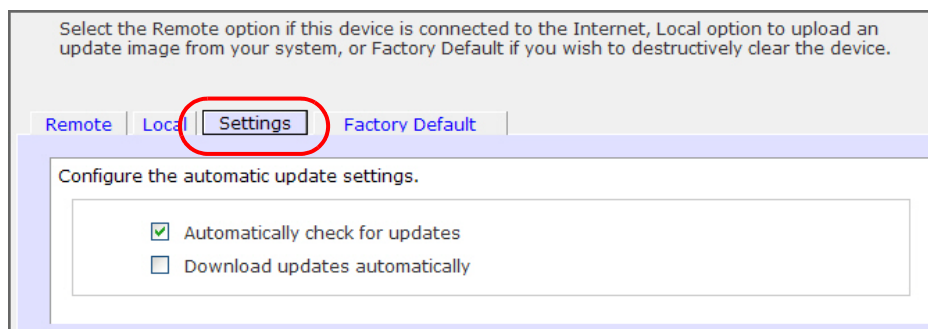 Select the Remote option if this device is connected to the Internet, Local option to upload an
update image from your system, or Factory Default if you wish to destructively clear the device.
Remote Local Settings Factory Default
Configure the automatic update settings.
Automatically check for updates
Download updates automatically